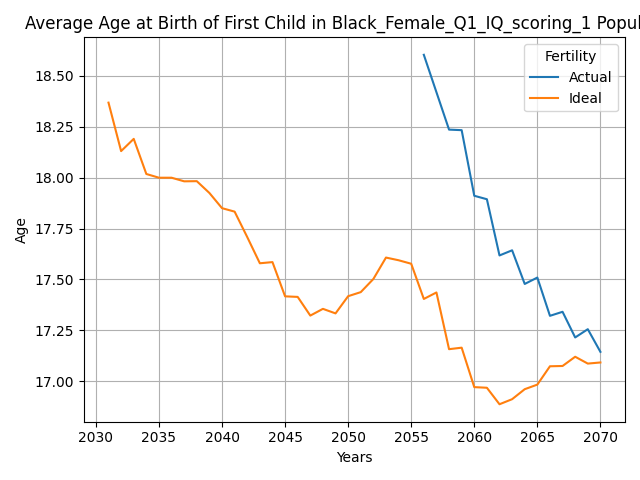 Average Age at Birth of First Child in Black_Female_Q1_IQ_scoring_1 Popul
Fertility
Actual
Ideal
18.50
18.25
18.00
17.75
17.50
17.25
17.00
Age
2030 2035 2040 2045 2050 2055 2060 2065 2070
Years